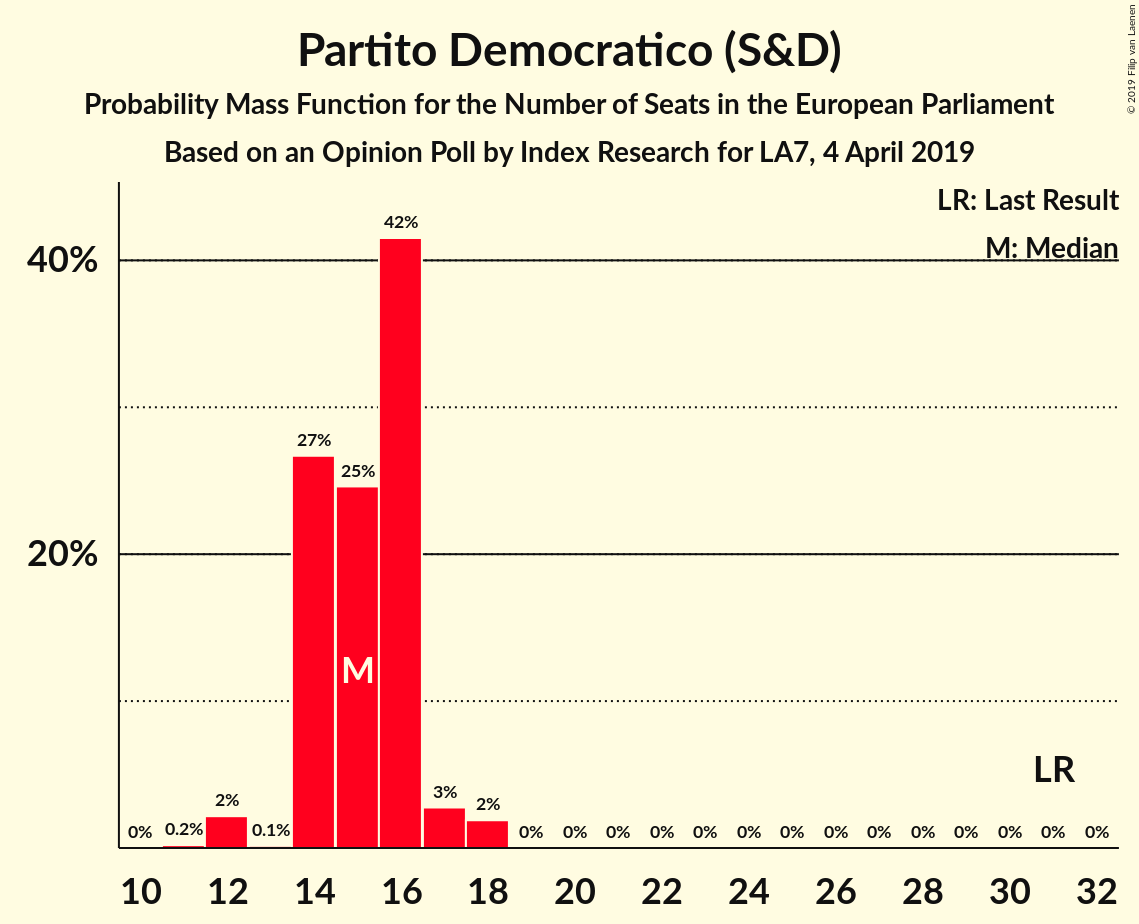 Partito Democratico (S&D)
Probability Mass Function for the Number of Seats in the European Parliament
Based on an Opinion Poll by Index Research for LA7, 4 April 2019
© 2019 Filip van Laenen
LR: Last Result
M: Median
40%
20%
0% 0.2% 2% 0.1% 27% 25% 42% 3% 2% 0% 0% 0% 0% 0% 0% 0% 0% 0% 0% 0% 0% 0% 0%
M
LR
10 12 14 16 18 20 22 24 26 28 30 32